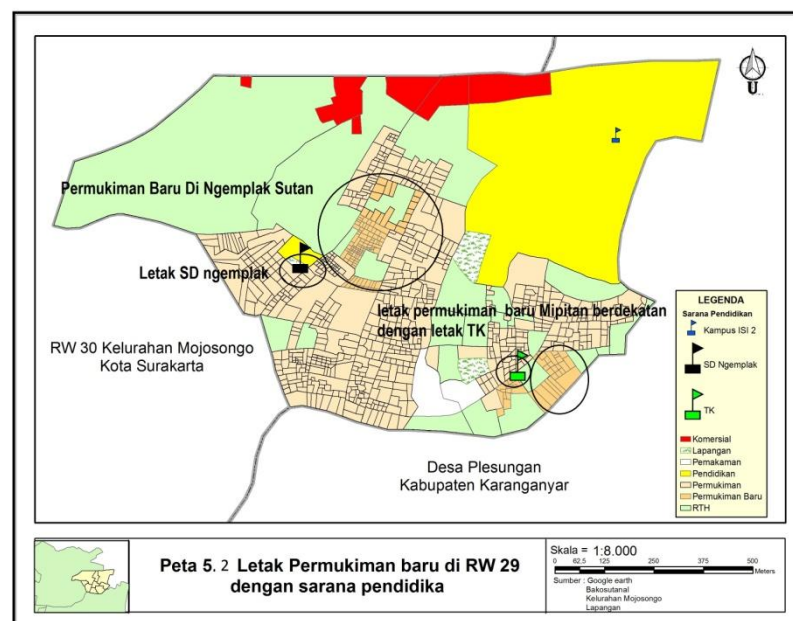 U
Permukiman Baru Di Ngemplak Sutan
Letak SD ngemplak
letak permukiman baru Mipitan berdekatan
dengan letak TK
RW 30 Kelurahan Mojosongo
Kota Surakarta
Desa Plesungan
Kabupaten Karanganyar
LEGENDA
Sarana Pendidikan
Kampus ISI 2
SD Ngemplak
TK
Komersial
Lapangan
Pemakaman
Pendidikan
Permukiman
Permukiman Baru
RTH
Peta 5. 2 Letak Permukiman baru di RW 29
dengan sarana pendidika
Skala = 1:8.000
0 62,5 125 250 375 500
Meters
Sumber : Google earth
Bakosutanal
Kelurahan Mojosongo
Lapangan